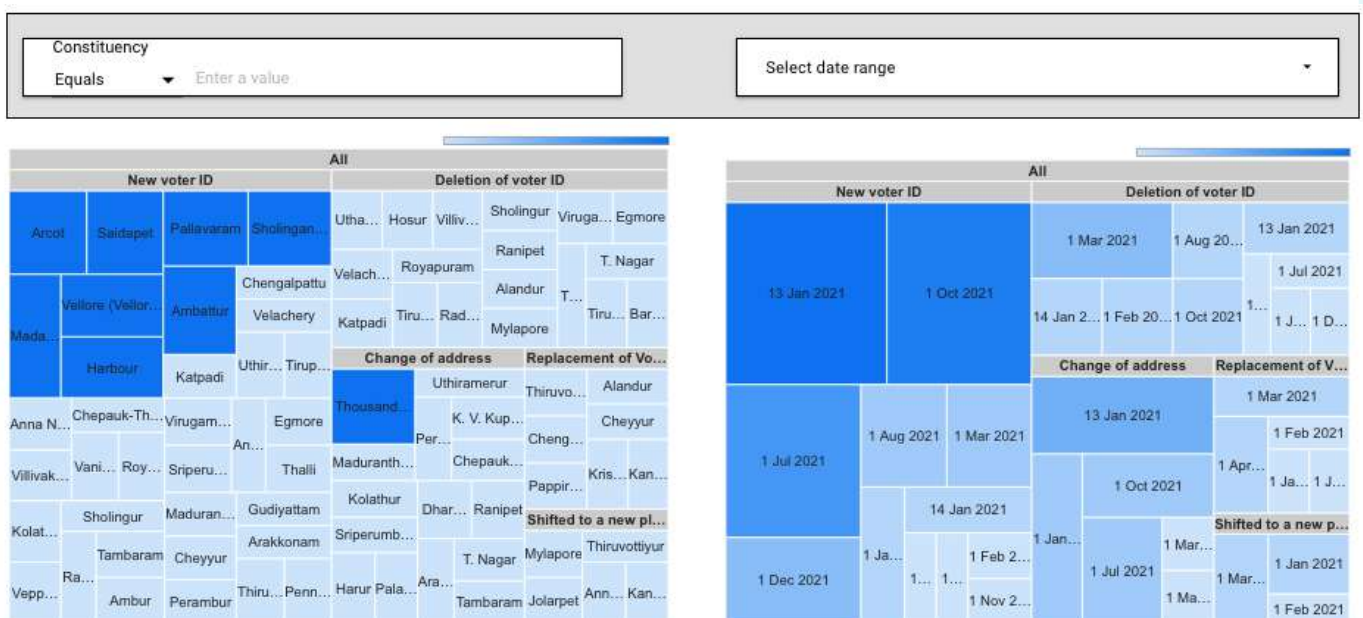 Constituency
Equals
Enter a value
Select date range
All
New voter ID
Deletion of voter ID
Arcot
Saidapet
Pallavaram
Sholingan...
Mada...
Vellore (Vellor...
Harbour
Ambattur
Chengalpattu
Velachery
Katpadi
Uthir...
Tirup...
Anna N...
Chepauk-Th...
Virugam...
An...
Egmore
Villivak...
Vani...
Roy...
Sriperu...
Thalli
Kolat...
Sholingur
Maduran...
Gudiyattam
Arakkonam
Vepp...
Ra...
Tambaram
Ambur
Cheyyur
Perambur
Thiru...
Penn...
Utha...
Hosur
Villiv...
Sholingur
Viruga...
Egmore
Velach...
Royapuram
Ranipet
T. Nagar
Katpadi
Tiru...
Rad...
Alandur
Mylapore
T...
Tiru...
Bar...
Change of address
Replacement of Vo...
Thousand...
Uthiramerur
Per...
K. V. Kup...
Chepauk...
Maduranth...
Kolathur
Sriperumb...
Dhar...
Ranipet
Harur
Pala...
Ara...
T. Nagar
Tambaram
Thiruvo...
Alandur
Cheng...
Cheyyur
Pappir...
Kris...
Kan...
Shifted to a new pl...
Mylapore
Thiruvottiyur
Jolarpet
Ann...
Kan...
All
New voter ID
Deletion of voter ID
13 Jan 2021
1 Oct 2021
1 Jul 2021
1 Aug 2021
1 Mar 2021
14 Jan 2021
1 Dec 2021
1 Ja...
1...
1...
1 Feb 2...
1 Nov 2...
1 Mar 2021
1 Aug 20...
13 Jan 2021
1 Jul 2021
14 Jan 2...
1 Feb 20...
1 Oct 2021
1...
1 J...
1 D...
Change of address
Replacement of V...
13 Jan 2021
1 Jan...
1 Oct 2021
1 Jul 2021
1 Mar...
1 Ma...
1 Mar 2021
1 Apr...
1 Feb 2021
1 Ja...
1 J...
Shifted to a new p...
1 Mar...
1 Jan 2021
1 Feb 2021